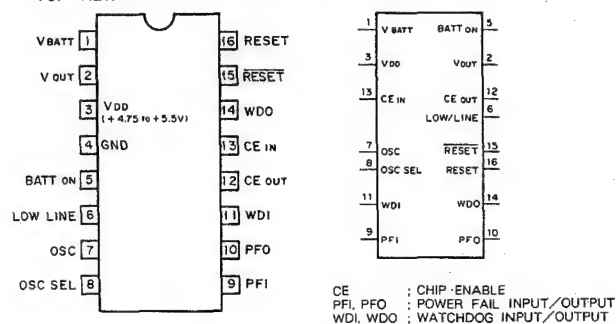 VBATT 1
VOUT 2
3 VDD
(+4.75 to +5.5V)
4 GND
BATT ON 5
LOW LINE 6
OSC 7
OSC SEL 8
16 RESET
15 RESET
14 WDO
13 CE IN
12 CE OUT
11 WDI
10 PFO
9 PFI
1 VBATT BATT ON 5
3 VDD VOUT 2
13 CE IN CE OUT 12
LOW/LINE 6
7 OSC RESET 15
8 OSC SEL RESET 16
11 WDI WDO 14
9 PFI PFO 10
CE ; CHIP·ENABLE
PFI, PFO ; POWER FAIL INPUT/OUTPUT
WDI, WDO ; WATCHDOG INPUT/OUTPUT